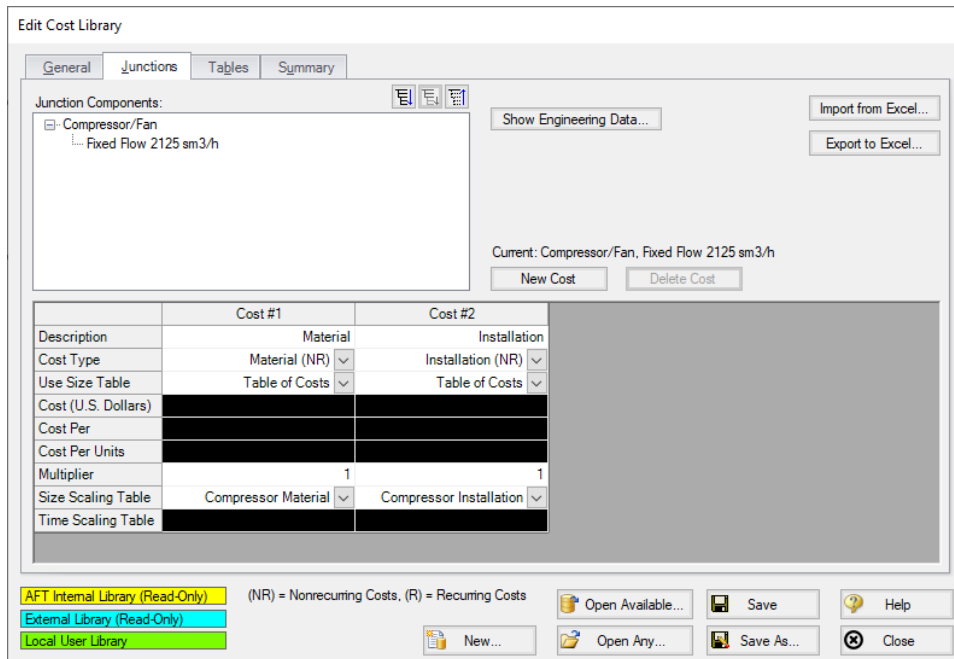 Edit Cost Library
General Junctions Tables Summary
Junction Components:
Compressor/Fan
Fixed Flow 2125 sm3/h
Show Engineering Data...
Import from Excel...
Export to Excel...
Current: Compressor/Fan, Fixed Flow 2125 sm3/h
New Cost Delete Cost
Cost #1 Cost #2
Description Material Installation
Cost Type Material (NR) Installation (NR)
Use Size Table Table of Costs Table of Costs
Cost (U.S. Dollars)
Cost Per
Cost Per Units
Multiplier 1 1
Size Scaling Table Compressor Material Compressor Installation
Time Scaling Table
AFT Internal Library (Read-Only) (NR) = Nonrecurring Costs, (R) = Recurring Costs Open Available... Save Help
External Library (Read-Only)
Local User Library New... Open Any... Save As... Close